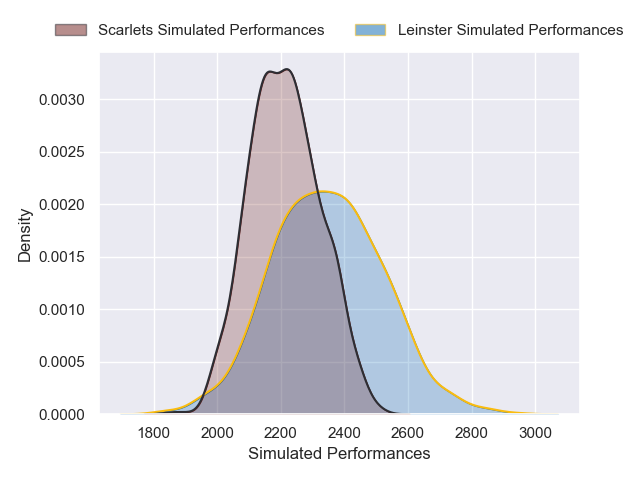 Scarlets Simulated Performances Leinster Simulated Performances
0.0030
0.0025
0.0020
0.0015
0.0010
0.0005
0.0000
Density
1800 2000 2200 2400 2600 2800 3000
Simulated Performances